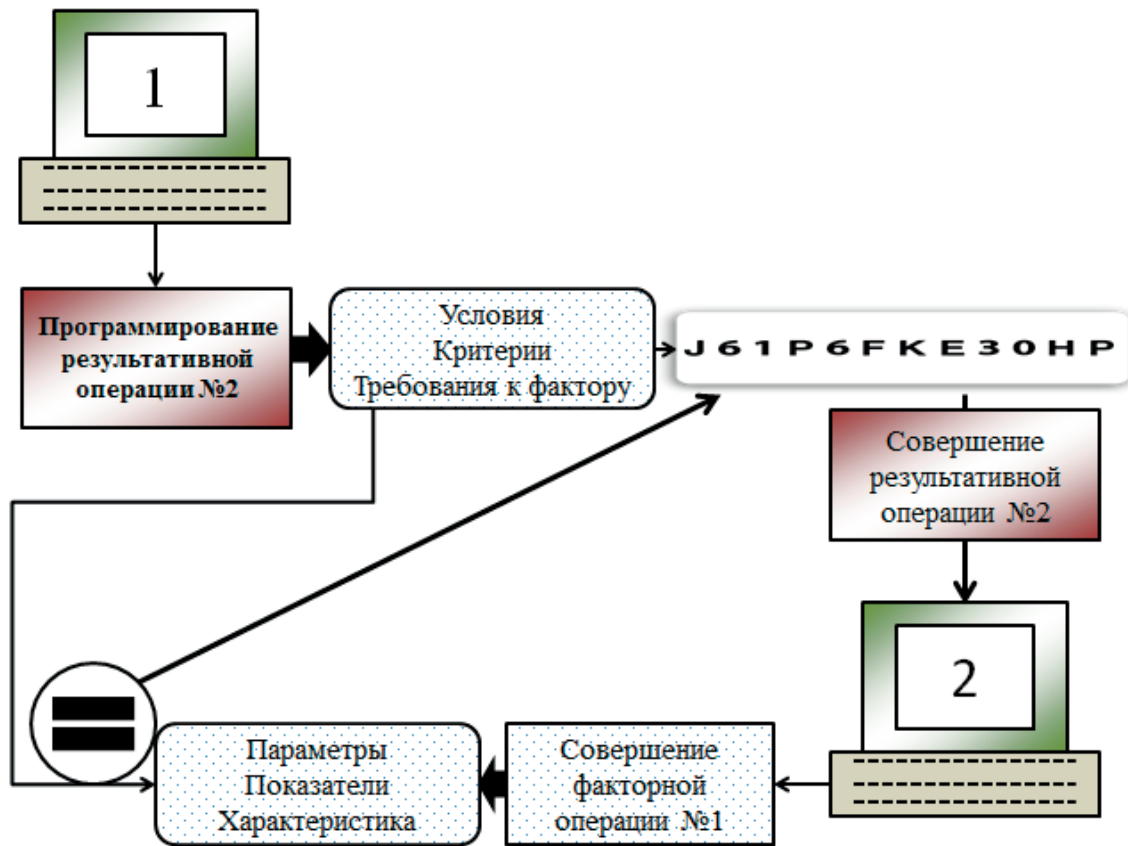 1
Программирование
результативной
операции №2
Условия
Критерии
Требования к фактору
J61P6FKE30HP
Совершение
результативной
операции №2
2
Параметры
Показатели
Характеристика
Совершение
факторной
операции №1